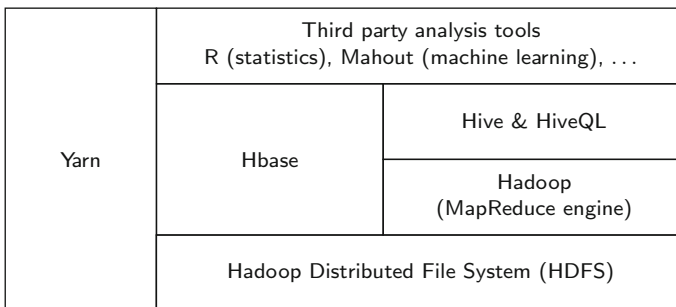 Third party analysis tools
R (statistics), Mahout (machine learning), ...
Yarn
Hbase
Hive & HiveQL
Hadoop
(MapReduce engine)
Hadoop Distributed File System (HDFS)